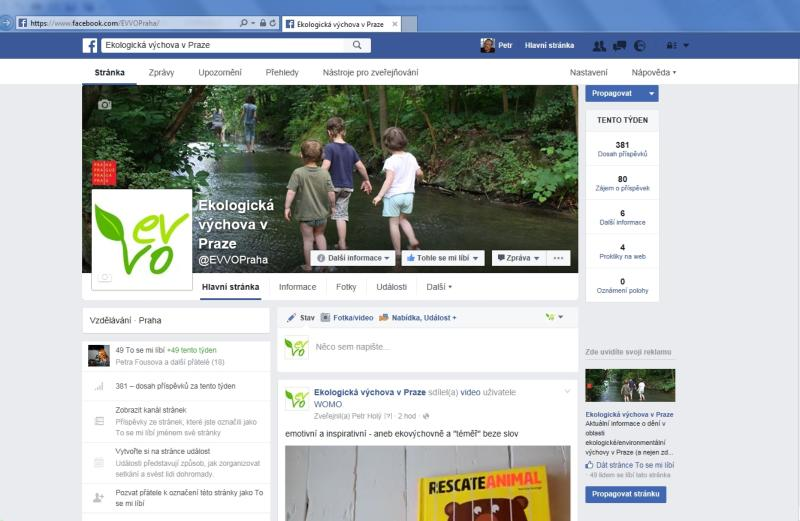 https://www.facebook.com/EVVOPraha/
Ekologická výchova v Praze
Ekologická výchova v Praze
Petr
Hlavní stránka
Stránka
Zprávy
Upozornění
Přehledy
Nástroje pro zveřejňování
Nastavení
Nápověda
Propagovat
TENTO TÝDEN
381
Dosah příspěvků
80
Zájem o příspěvek
6
Další informace
4
Prokliky na web
0
Oznámení polohy
PRAHA
PRAGUE
PRAGA
PRAG
evvo
Ekologická
výchova v
Praze
@EVVOPraha
Další informace
Tohle se mi líbí
Zpráva
Hlavní stránka
Informace
Fotky
Události
Další
Vzdělávání · Praha
49 To se mi líbí +49 tento týden
Petra Fousova a další přátelé (18)
381 – dosah příspěvků za tento týden
Zobrazit kanál stránek
Příspěvky ze stránek, které jste označili jako
To se mi líbí jménem své stránky
Vytvořte si na stránce událost
Události představují způsob, jak zorganizovat
setkání a svést lidi dohromady.
Pozvat přátele k označení této stránky jako To
se mi líbí
Stav
Fotka/video
Nabídka, Událost +
Něco sem napište...
Ekologická výchova v Praze sdílel(a) video uživatele
WOMO
Zveřejnil(a) Petr Holý [?] · 2 hod ·
emotivní a inspirativní - aneb ekovýchovně a "téměř" beze slov
RESCATE ANIMAL
Zde uvidíte svoji reklamu
Ekologická výchova v Praze
Aktuální informace o dění v
oblasti
ekologické/environmentální
výchovy v Praze (a nejen zd...
Dát stránce To se mi líbí
· 49 lidem se líbí tato stránka
Propagovat stránku